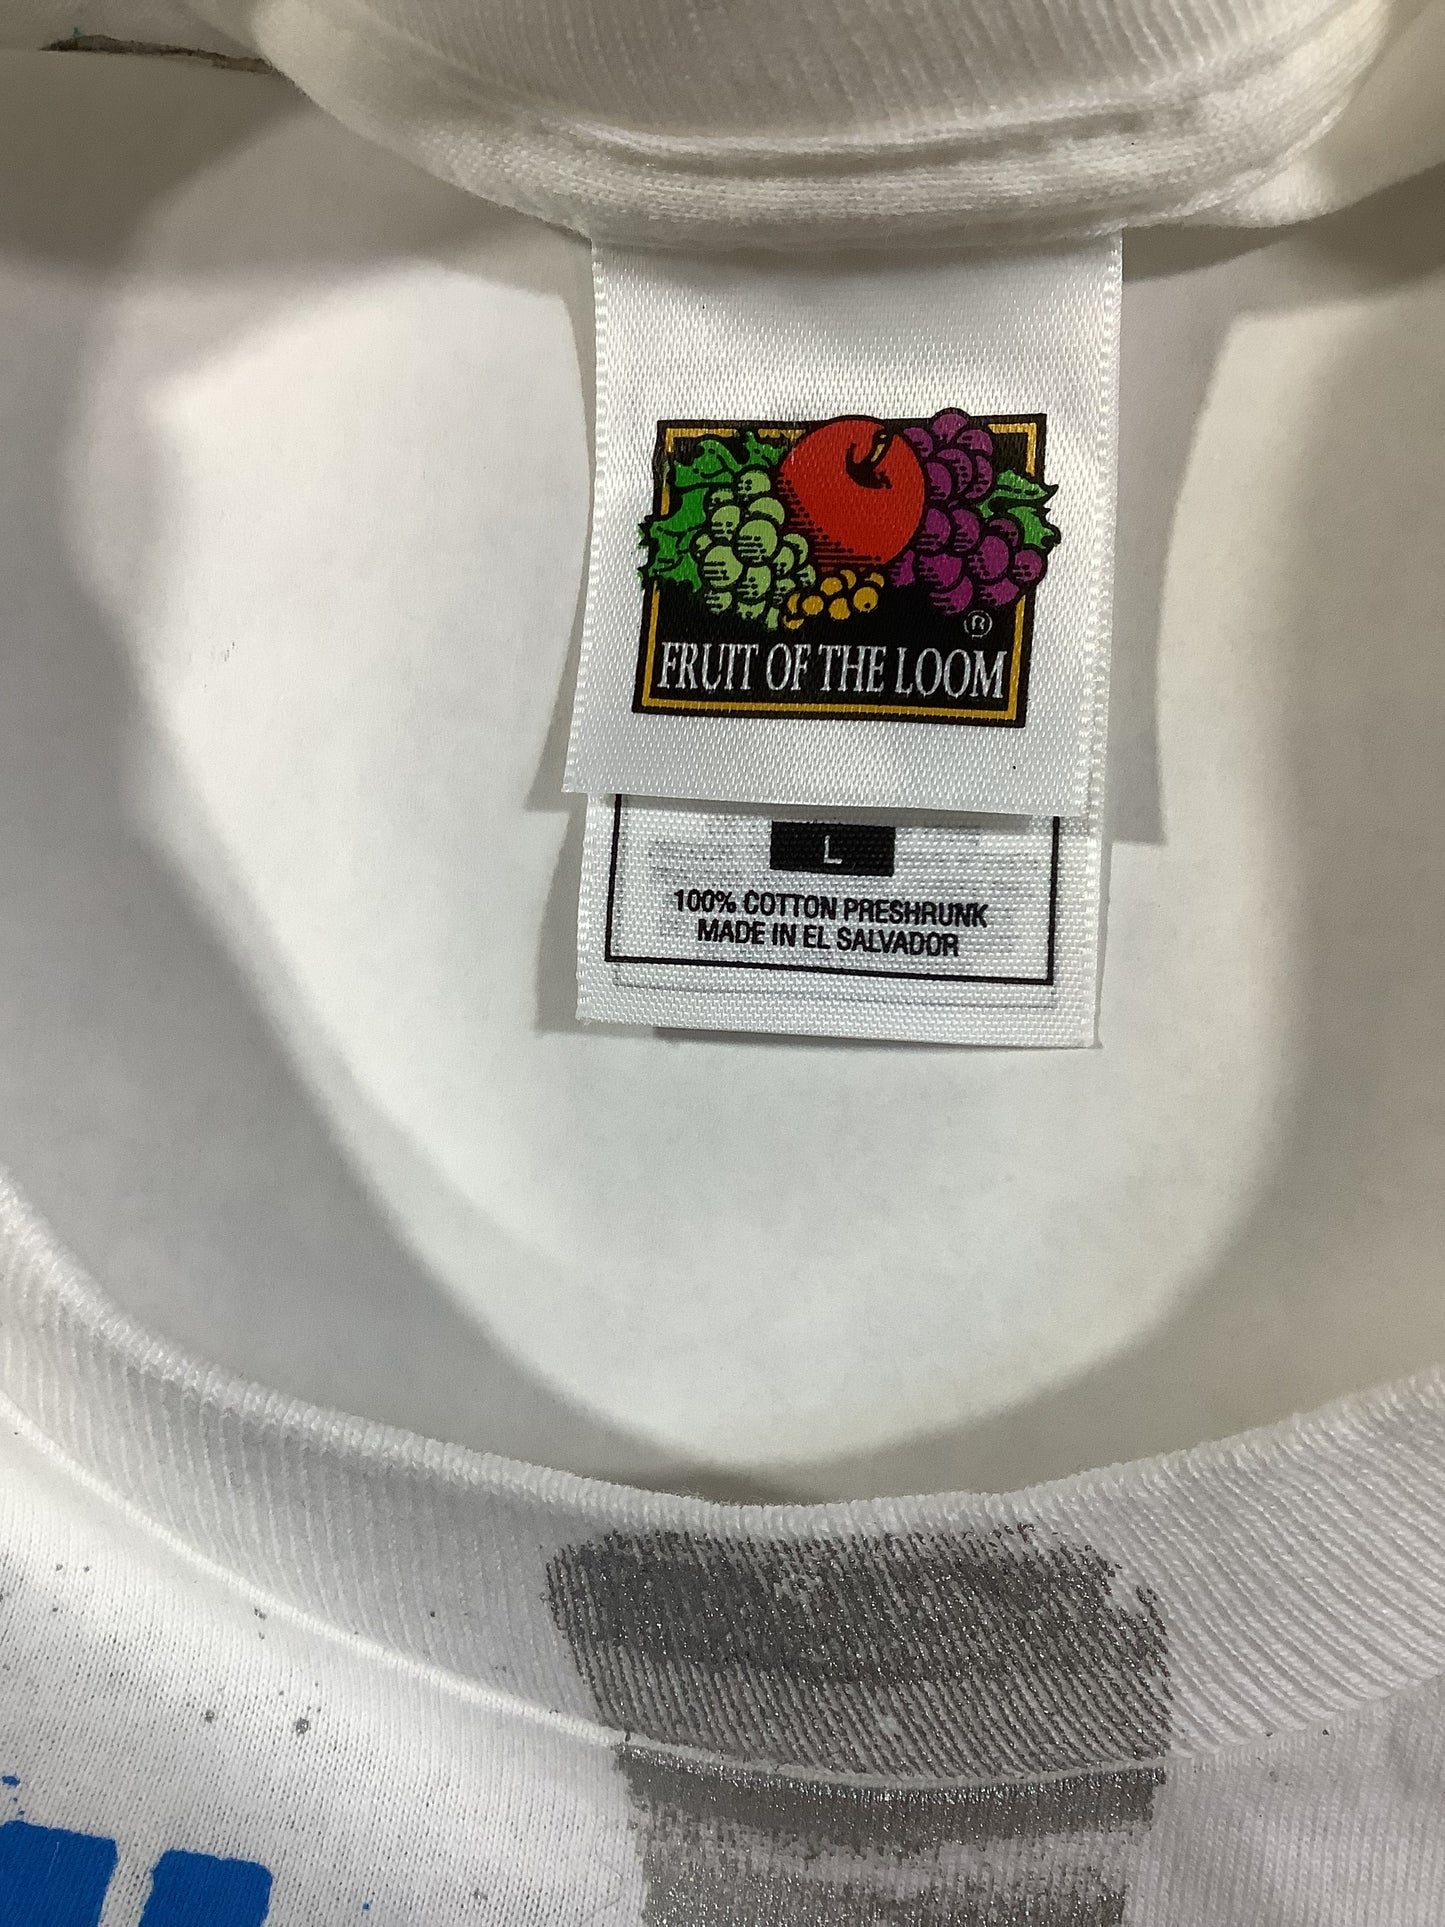 ®
FRUIT OF THE LOOM
L
100% COTTON PRESHRUNK
MADE IN EL SALVADOR